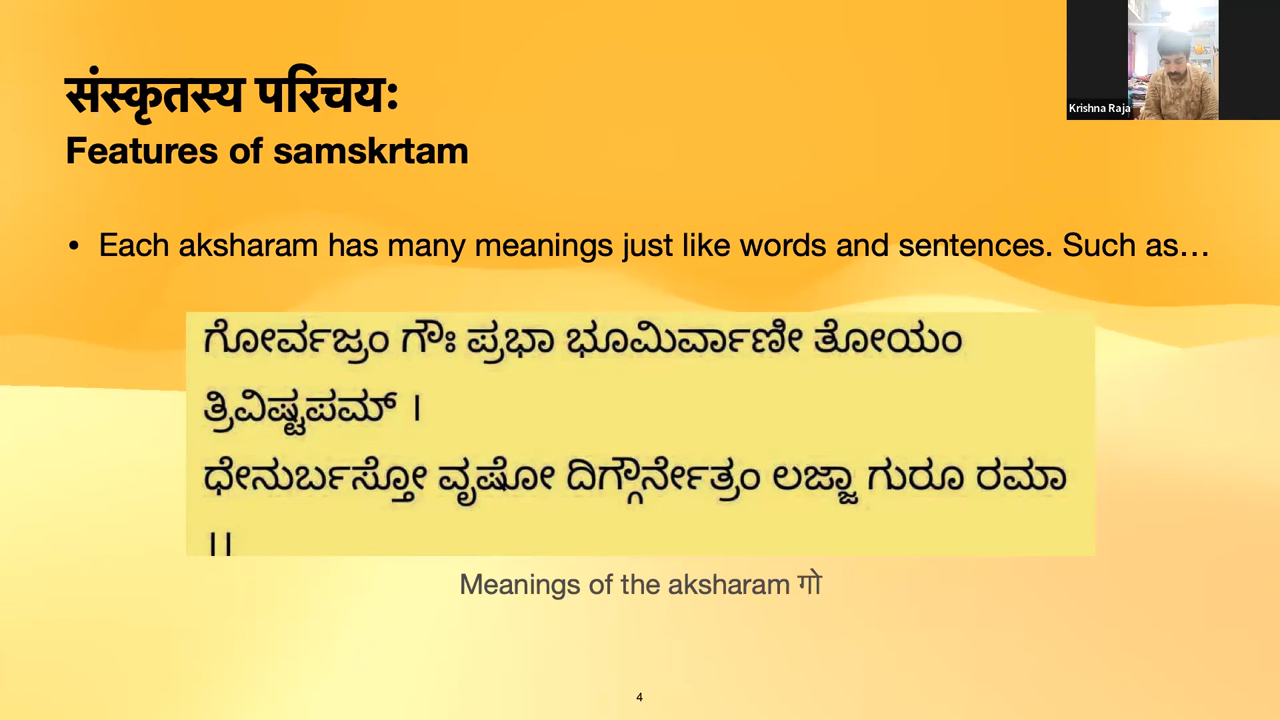 संस्कृतस्य परिचयः
Features of samskrtam
Krishna Raja
• Each aksharam has many meanings just like words and sentences. Such as…
ಗೋರ್ವಜ್ರಂ ಗೌಃ ಪ್ರಭಾ ಭೂಮಿರ್ವಾಣೀ ತೋಯಂ
ತ್ರಿವಿಷ್ಟಪಮ್ ।
ಧೇನುರ್ಬಸ್ತೋ ವೃಷೋ ದಿಗ್ಗೌರ್ನೇತ್ರಂ ಲಜ್ಜಾ ಗುರೂ ರಮಾ
॥
Meanings of the aksharam गो
4